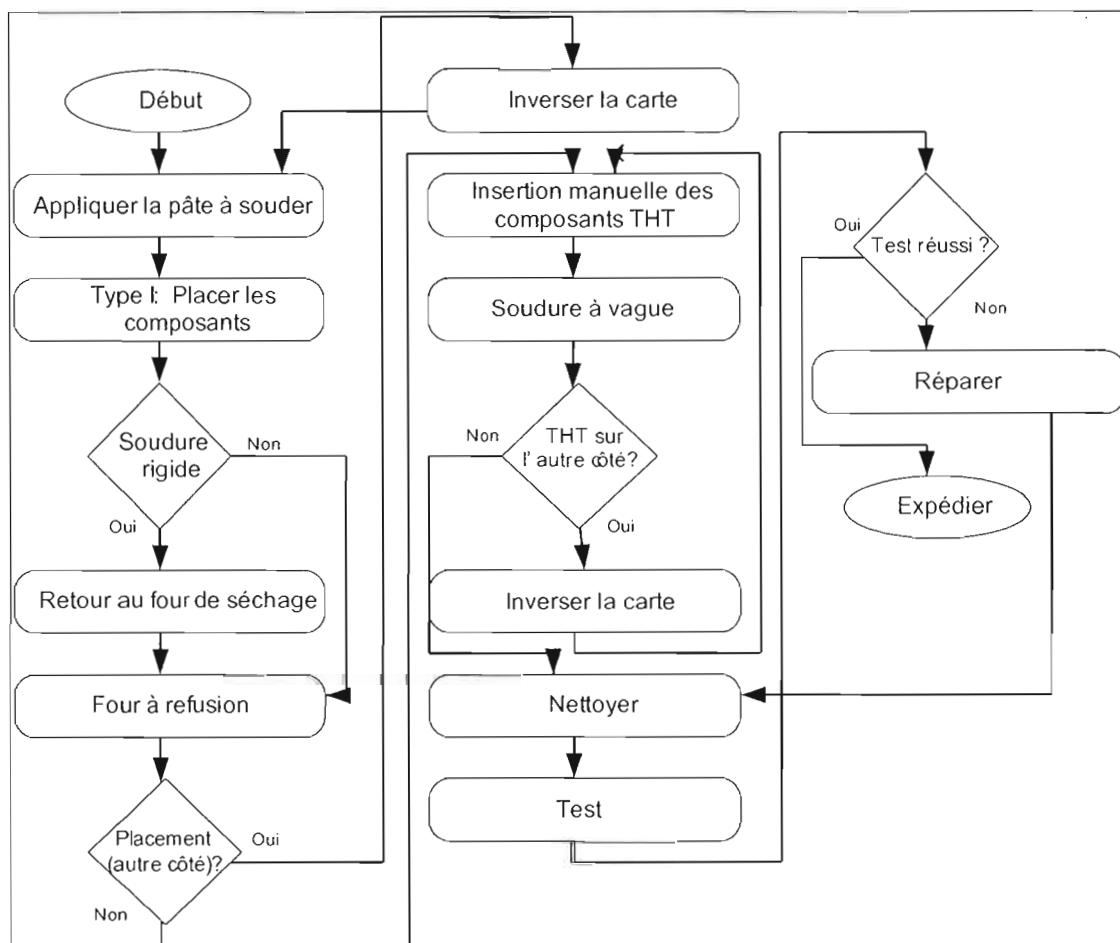 Début
Appliquer la pâte à souder
Type I: Placer les
composants
Soudure
rigide
Non
Oui
Retour au four de séchage
Four à refusion
Placement
(autre côté)?
Oui
Non
Inverser la carte
Insertion manuelle des
composants THT
Soudure à vague
THT sur
l' autre côté?
Non
Oui
Inverser la carte
Nettoyer
Test
Test réussi ?
Oui
Non
Réparer
Expédier